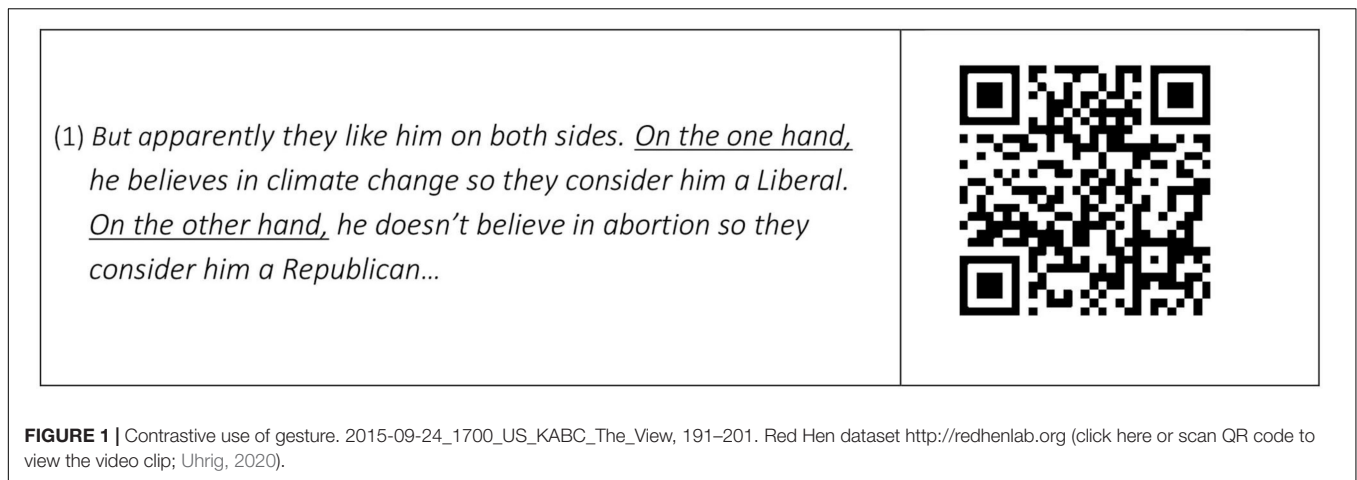 (1) But apparently they like him on both sides. On the one hand,
he believes in climate change so they consider him a Liberal.
On the other hand, he doesn’t believe in abortion so they
consider him a Republican…
FIGURE 1 | Contrastive use of gesture. 2015-09-24_1700_US_KABC_The_View, 191–201. Red Hen dataset http://redhenlab.org (click here or scan QR code to
view the video clip; Uhrig, 2020).